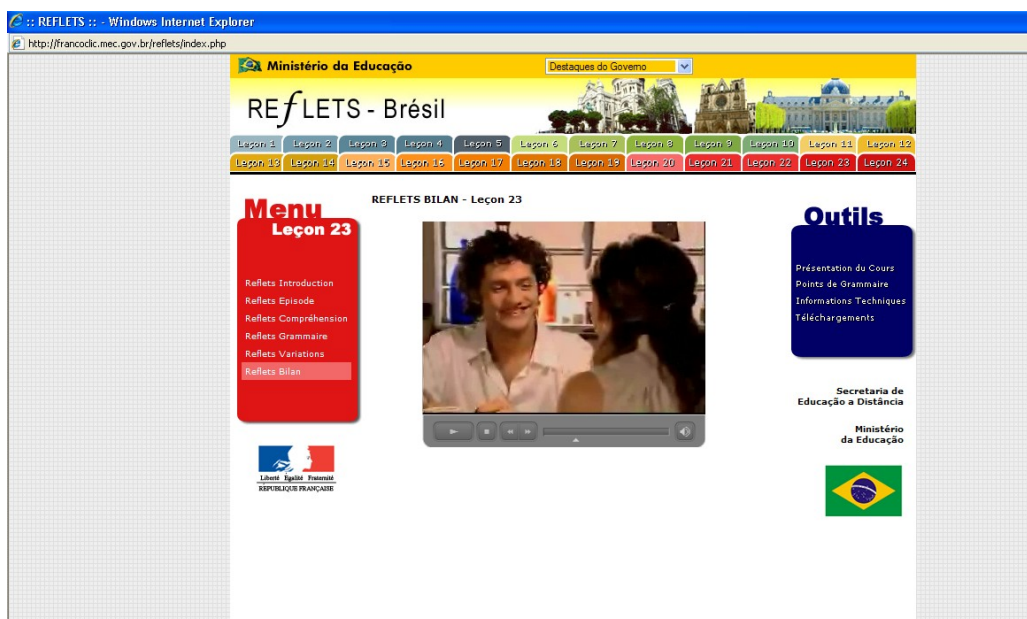 :: REFLETS :: - Windows Internet Explorer
http://francoclic.mec.gov.br/reflets/index.php
Ministério da Educação
Destaques do Governo
REfLETS - Brésil
Leçon 1 Leçon 2 Leçon 3 Leçon 4 Leçon 5 Leçon 6 Leçon 7 Leçon 8 Leçon 9 Leçon 10 Leçon 11 Leçon 12
Leçon 13 Leçon 14 Leçon 15 Leçon 16 Leçon 17 Leçon 18 Leçon 19 Leçon 20 Leçon 21 Leçon 22 Leçon 23 Leçon 24
REFLETS BILAN - Leçon 23
Menu
Leçon 23
Reflets Introduction
Reflets Episode
Reflets Compréhension
Reflets Grammaire
Reflets Variations
Reflets Bilan
Liberté Égalité Fraternité
REPUBLIQUE FRANÇAISE
Outils
Présentation du Cours
Points de Grammaire
Informations Techniques
Téléchargements
Secretaria de
Educação a Distância
Ministério
da Educação